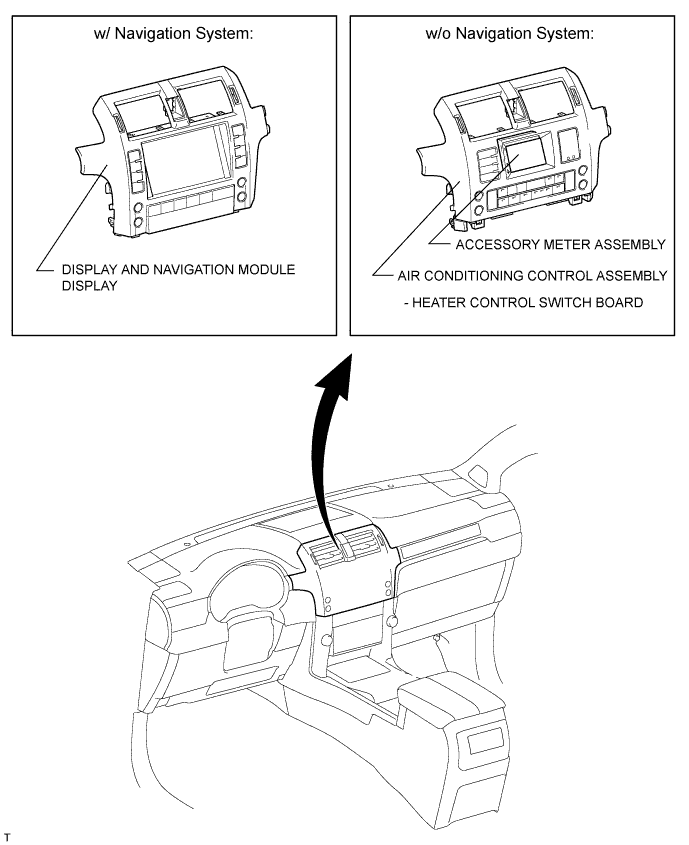 w/ Navigation System:
DISPLAY AND NAVIGATION MODULE
DISPLAY
w/o Navigation System:
ACCESSORY METER ASSEMBLY
AIR CONDITIONING CONTROL ASSEMBLY
- HEATER CONTROL SWITCH BOARD
T